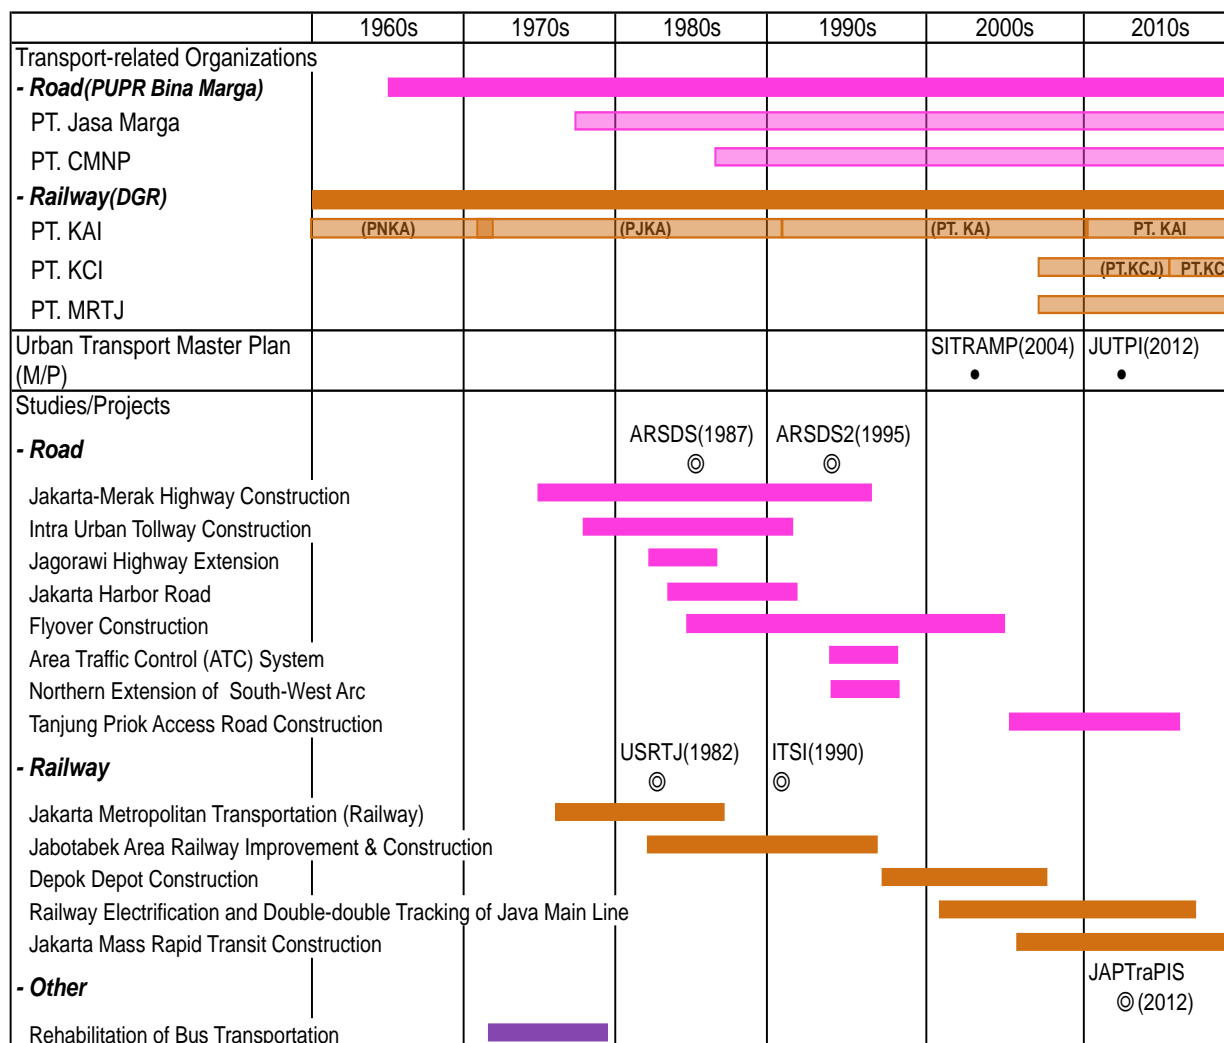 1960s 1970s 1980s 1990s 2000s 2010s
Transport-related Organizations
- Road(PUPR Bina Marga)
PT. Jasa Marga
PT. CMNP
- Railway(DGR)
PT. KAI (PNKA) (PJKA) (PT. KA) PT. KAI
PT. KCI (PT.KCJ) PT.KC
PT. MRTJ
Urban Transport Master Plan SITRAMP(2004) JUTPI(2012)
(M/P)
Studies/Projects
ARSDS(1987) ARSDS2(1995)
- Road
Jakarta-Merak Highway Construction
Intra Urban Tollway Construction
Jagorawi Highway Extension
Jakarta Harbor Road
Flyover Construction
Area Traffic Control (ATC) System
Northern Extension of South-West Arc
Tanjung Priok Access Road Construction
USRTJ(1982) ITSI(1990)
- Railway
Jakarta Metropolitan Transportation (Railway)
Jabotabek Area Railway Improvement & Construction
Depok Depot Construction
Railway Electrification and Double-double Tracking of Java Main Line
Jakarta Mass Rapid Transit Construction
JAPTraPIS
- Other
(2012)
Rehabilitation of Bus Transportation